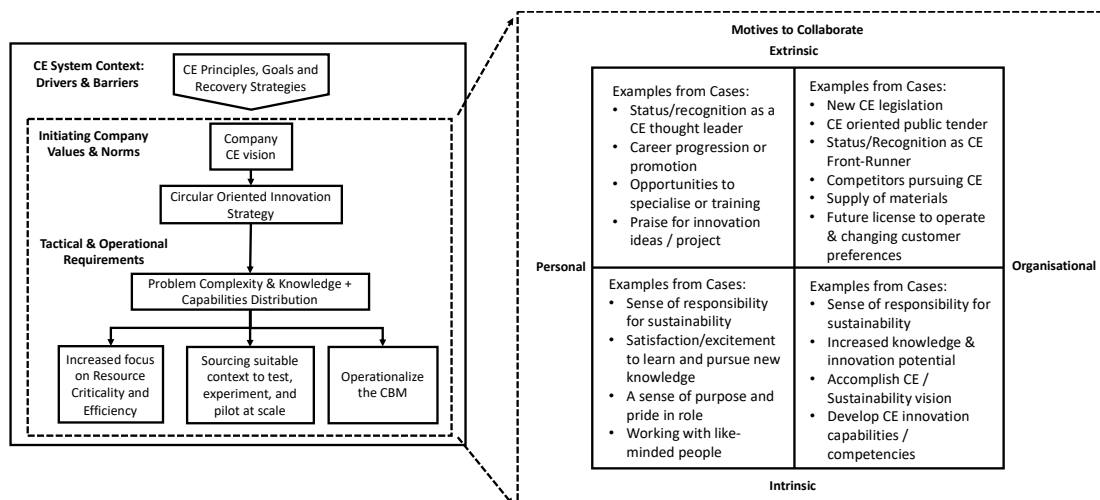 CE System Context:
Drivers & Barriers
CE Principles, Goals and
Recovery Strategies
Initiating Company
Values & Norms
Company
CE vision
Circular Oriented Innovation
Strategy
Tactical & Operational
Requirements
Problem Complexity & Knowledge +
Capabilities Distribution
Increased focus
on Resource
Criticality and
Efficiency
Sourcing suitable
context to test,
experiment, and
pilot at scale
Operationalize
the CBM
Motives to Collaborate
Extrinsic
Personal
Organisational
Examples from Cases:
• Status/recognition as a
CE thought leader
• Career progression or
promotion
• Opportunities to
specialise or training
• Praise for innovation
ideas / project
Examples from Cases:
• New CE legislation
• CE oriented public tender
• Status/Recognition as CE
Front-Runner
• Competitors pursuing CE
• Supply of materials
• Future license to operate
& changing customer
preferences
Examples from Cases:
• Sense of responsibility
for sustainability
• Satisfaction/excitement
to learn and pursue new
knowledge
• A sense of purpose and
pride in role
• Working with like-
minded people
Examples from Cases:
• Sense of responsibility for
sustainability
• Increased knowledge &
innovation potential
• Accomplish CE /
Sustainability vision
• Develop CE innovation
capabilities /
competencies
Intrinsic